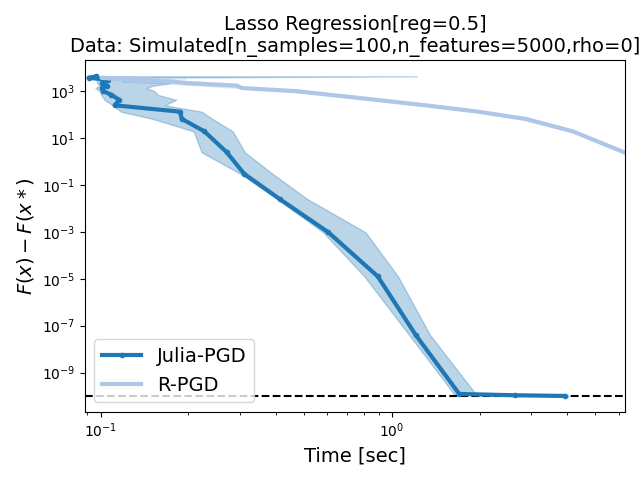 Lasso Regression[reg=0.5]
Data: Simulated[n_samples=100,n_features=5000,rho=0]
F(x) − F(x∗)
10³
10¹
10⁻¹
10⁻³
10⁻⁵
10⁻⁷
10⁻⁹
Julia-PGD
R-PGD
10⁻¹
10⁰
Time [sec]